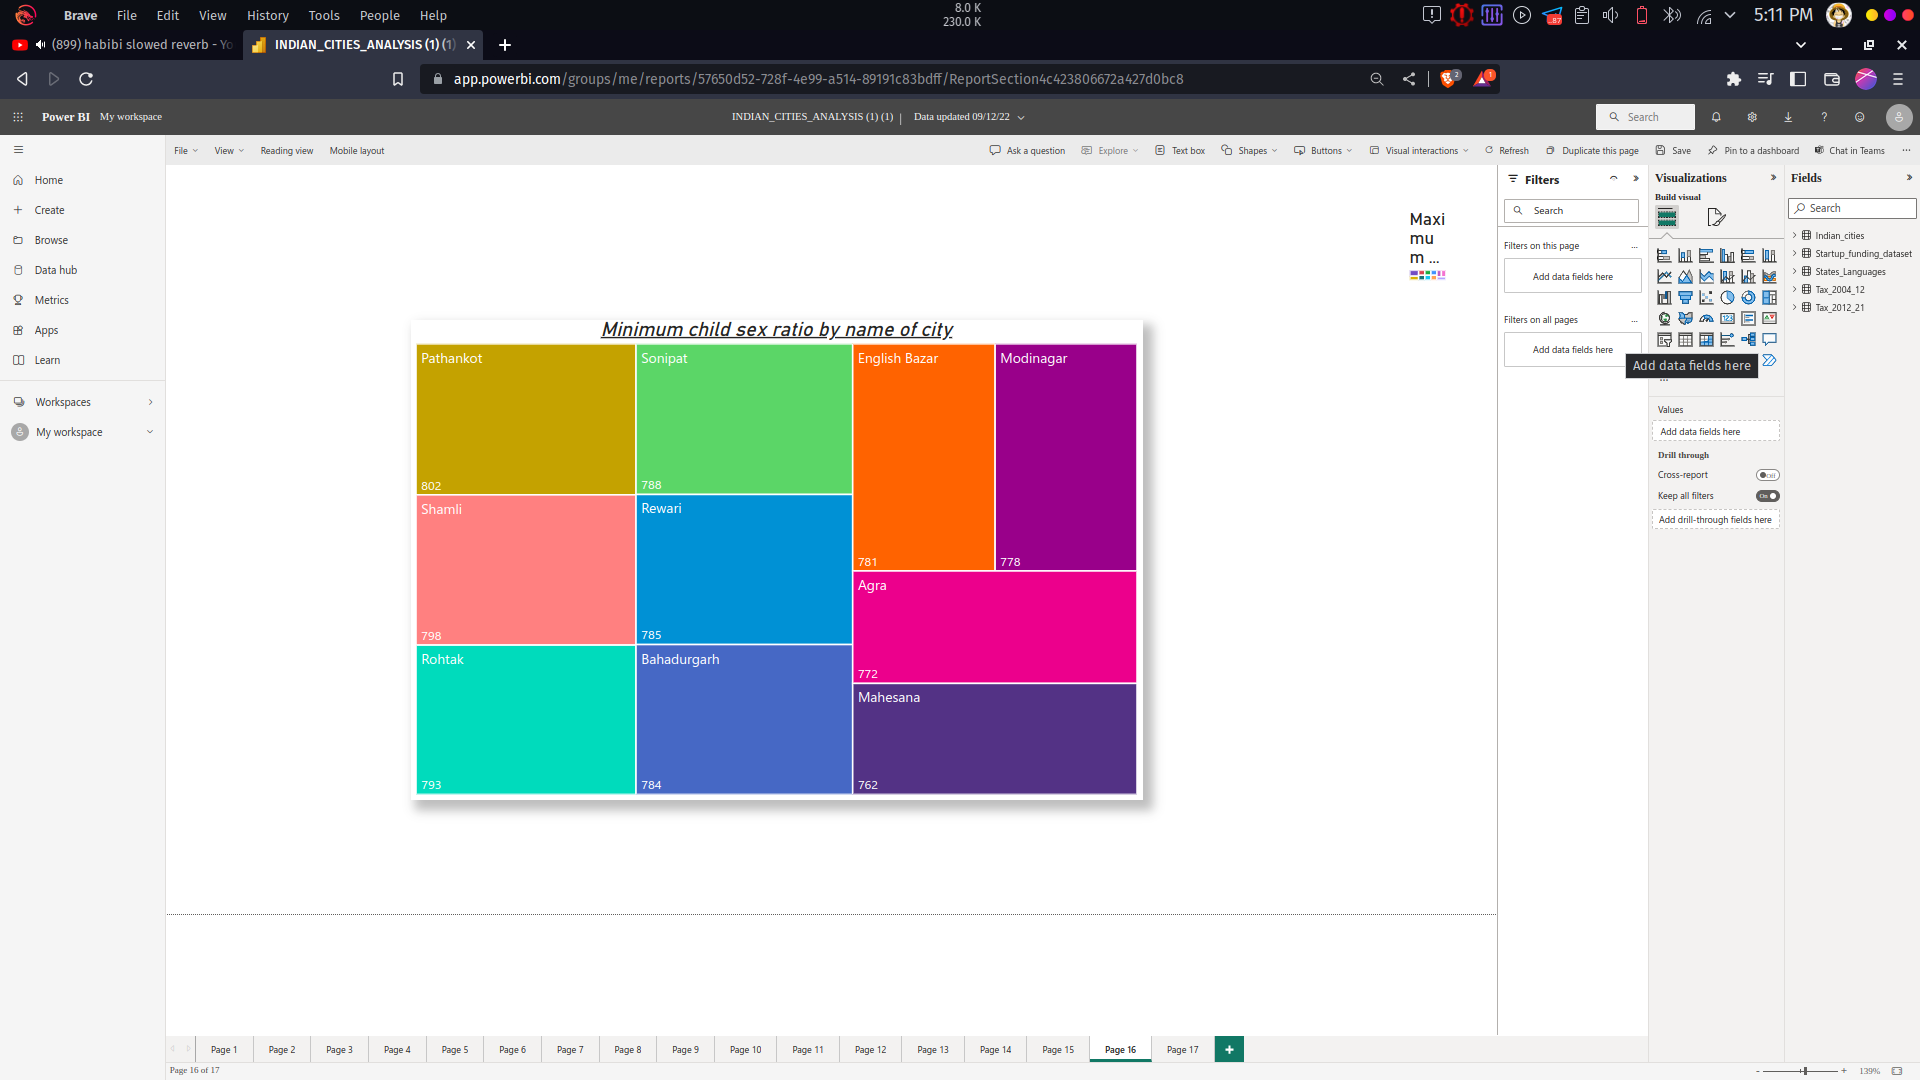 Brave File Edit View History Tools People Help
8.0 K
230.0 K
87
5:11 PM
(899) habibi slowed reverb - Yo
INDIAN_CITIES_ANALYSIS (1) (1)
app.powerbi.com/groups/me/reports/57650d52-728f-4e99-a514-89191c83bdff/ReportSection4c423806672a427d0bc8
2
1
Power BI My workspace
INDIAN_CITIES_ANALYSIS (1) (1) | Data updated 09/12/22
Search
File View Reading view Mobile layout
Ask a question Explore Text box Shapes Buttons Visual interactions Refresh Duplicate this page Save Pin to a dashboard Chat in Teams ...
Home
Create
Browse
Data hub
Metrics
Apps
Learn
Workspaces
My workspace
Maxi
mu
m ...
Minimum child sex ratio by name of city
Pathankot
802
Sonipat
788
English Bazar
781
Modinagar
778
Shamli
798
Rewari
785
Agra
772
Rohtak
793
Bahadurgarh
784
Mahesana
762
Filters
Search
Filters on this page ...
Add data fields here
Filters on all pages ...
Add data fields here
Visualizations
Build visual
123
Add data fields here
...
Values
Add data fields here
Drill through
Cross-report Off
Keep all filters On
Add drill-through fields here
Fields
Search
Indian_cities
Startup_funding_dataset
States_Languages
Tax_2004_12
Tax_2012_21
Page 1 Page 2 Page 3 Page 4 Page 5 Page 6 Page 7 Page 8 Page 9 Page 10 Page 11 Page 12 Page 13 Page 14 Page 15 Page 16 Page 17 +
Page 16 of 17
- + 139%